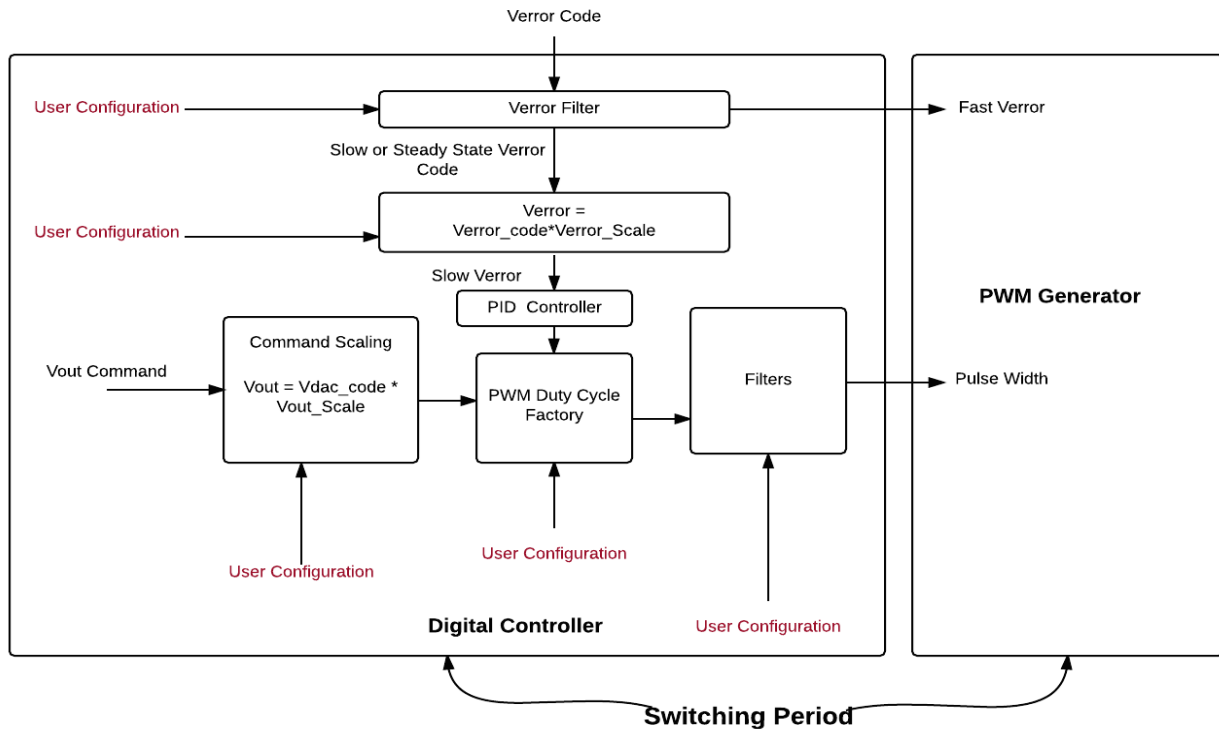 Verror Code
User Configuration
Verror Filter
Fast Verror
Slow or Steady State Verror
Code
User Configuration
Verror =
Verror_code*Verror_Scale
Slow Verror
PID Controller
PWM Generator
Command Scaling
Vout = Vdac_code *
Vout_Scale
Vout Command
PWM Duty Cycle
Factory
Filters
Pulse Width
User Configuration
User Configuration
User Configuration
Digital Controller
Switching Period